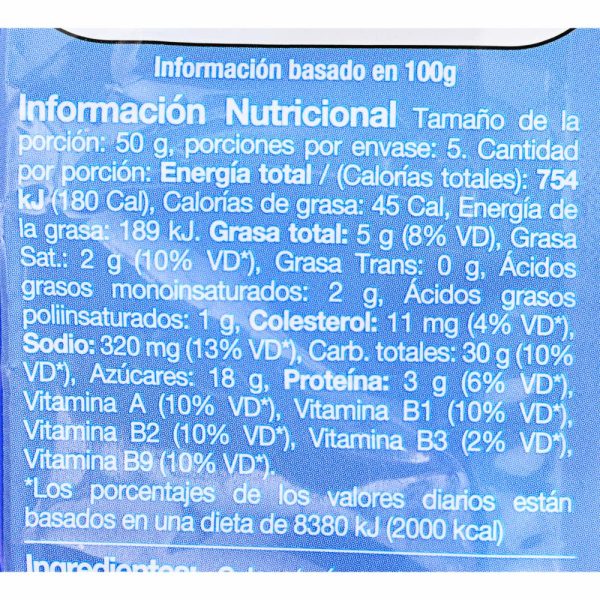 Información basado en 100g
Información Nutricional Tamaño de la
porción: 50 g, porciones por envase: 5. Cantidad
por porción: Energía total / (Calorías totales): 754
kJ (180 Cal), Calorías de grasa: 45 Cal, Energía de
la grasa: 189 kJ. Grasa total: 5 g (8% VD), Grasa
Sat.: 2 g (10% VD*), Grasa Trans: 0 g, Ácidos
grasos monoinsaturados: 2 g, Ácidos grasos
poliinsaturados: 1 g, Colesterol: 11 mg (4% VD*),
Sodio: 320 mg (13% VD*), Carb. totales: 30 g (10%
VD*), Azúcares: 18 g, Proteína: 3 g (6% VD*),
Vitamina A (10% VD*), Vitamina B1 (10% VD*),
Vitamina B2 (10% VD*), Vitamina B3 (2% VD*),
Vitamina B9 (10% VD*).
*Los porcentajes de los valores diarios están
basados en una dieta de 8380 kJ (2000 kcal)
Ingredientes: